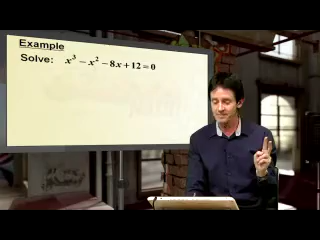 Example
Solve: x³ − x² − 8x + 12 = 0